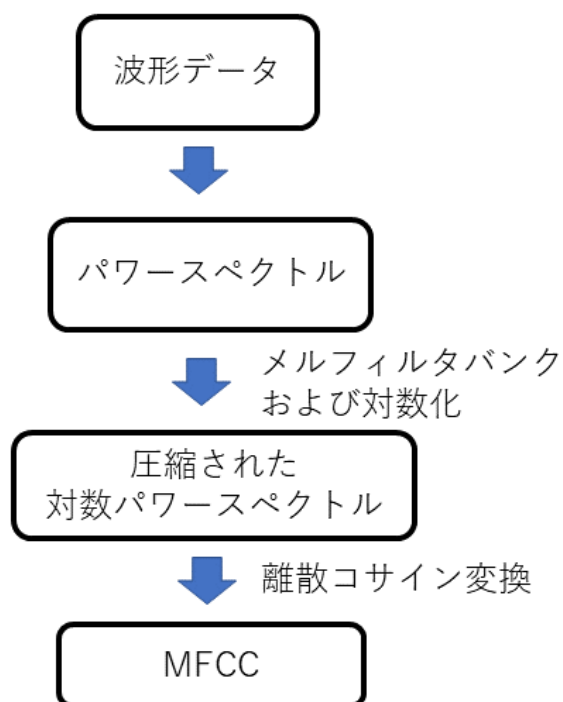 波形データ
パワースペクトル
メルフィルタバンク
および対数化
圧縮された
対数パワースペクトル
離散コサイン変換
MFCC